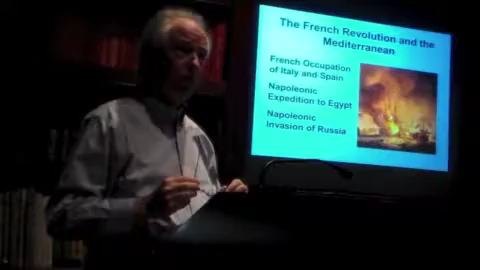 The French Revolution and the
Mediterranean
French Occupation
of Italy and Spain
Napoleonic
Expedition to Egypt
Napoleonic
Invasion of Russia